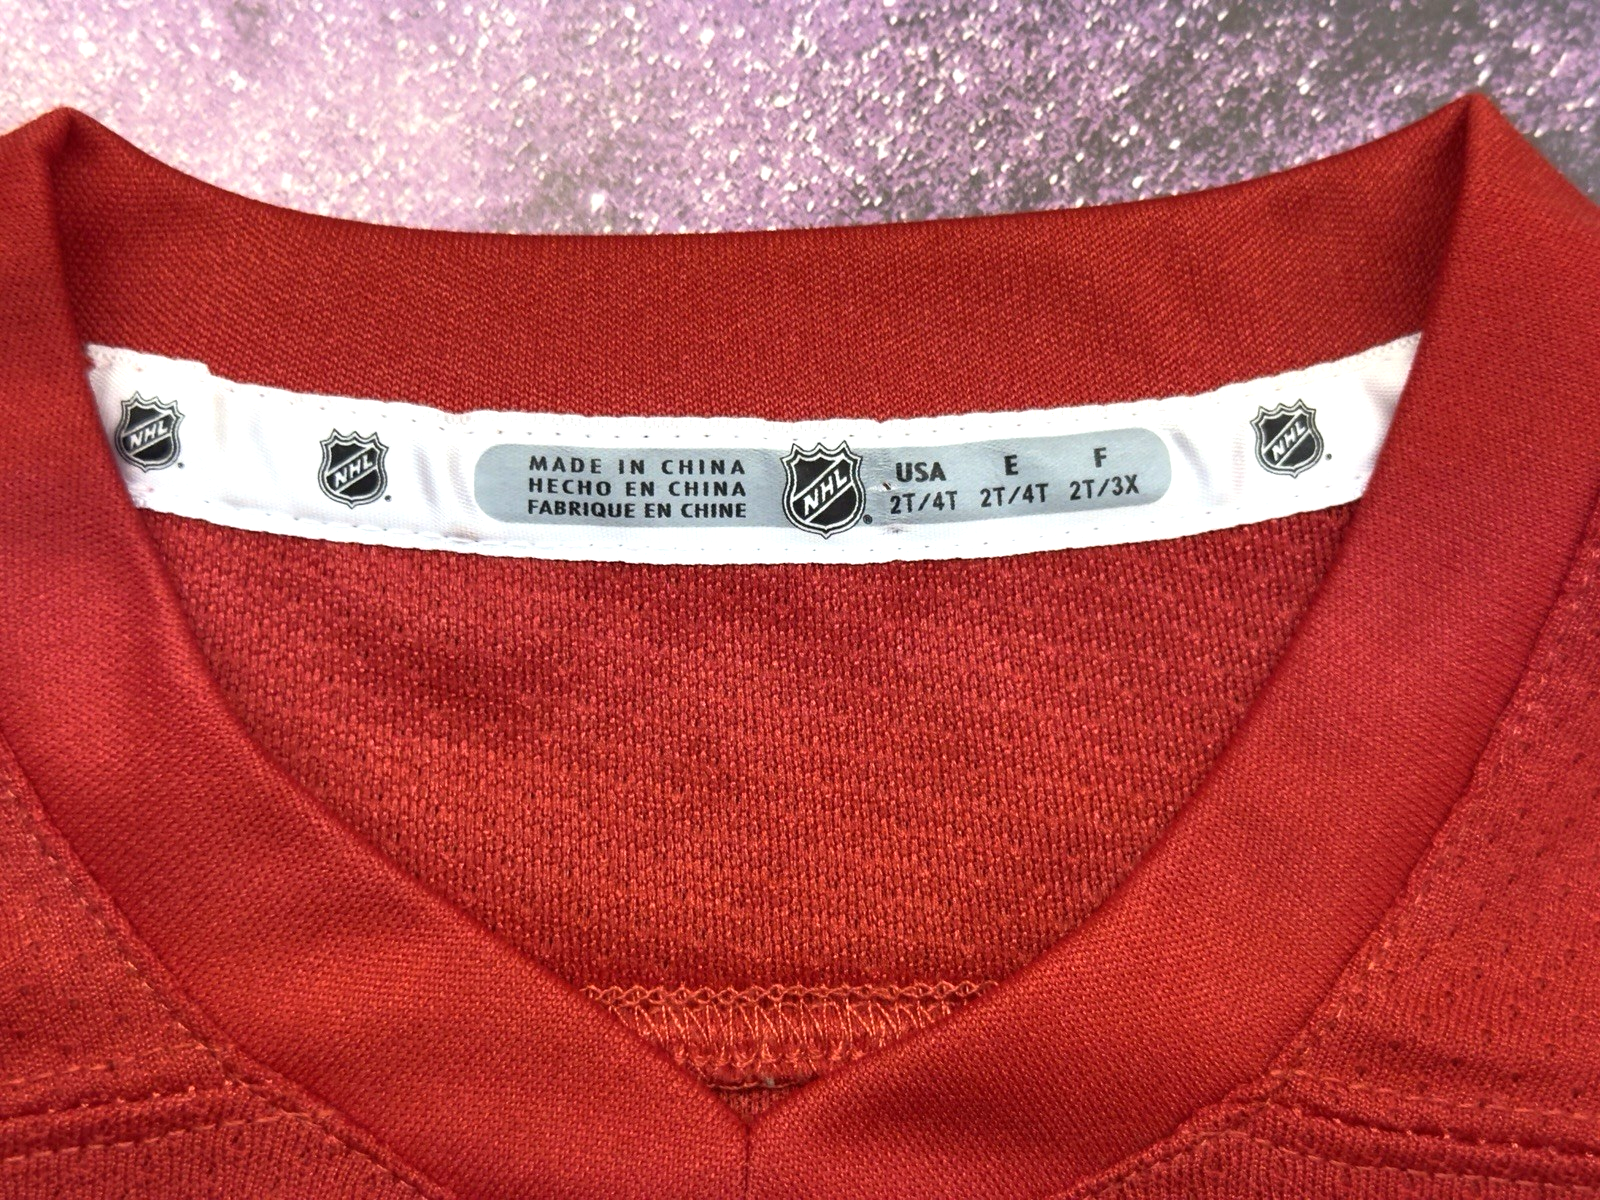 NHL
NHL
MADE IN CHINA
HECHO EN CHINA
FABRIQUE EN CHINE
NHL
USA E F
2T/4T 2T/4T 2T/3X
NHL